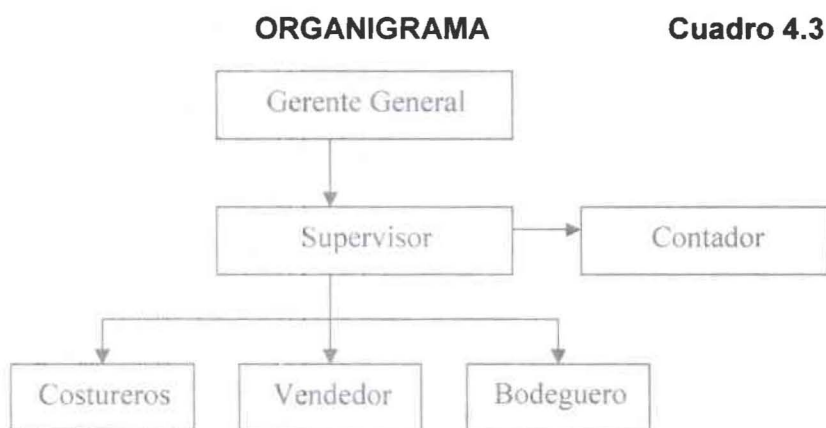 ORGANIGRAMA Cuadro 4.3
Gerente General
Supervisor Contador
Costureros Vendedor Bodeguero